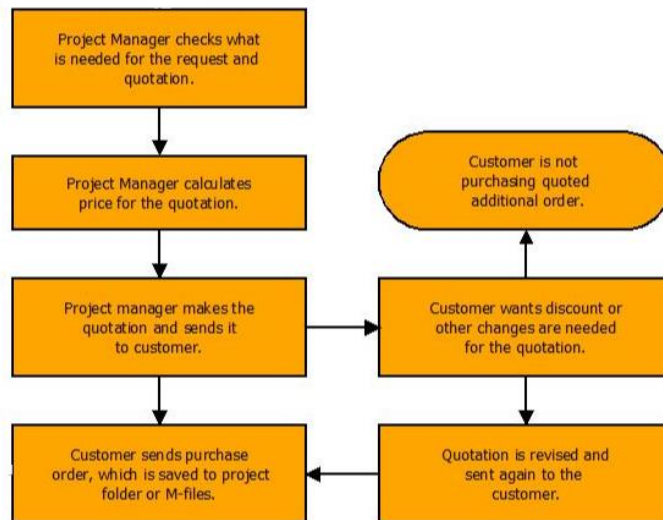 Project Manager checks what
is needed for the request and
quotation.
Project Manager calculates
price for the quotation.
Customer is not
purchasing quoted
additional order.
Project manager makes the
quotation and sends it
to customer.
Customer wants discount or
other changes are needed
for the quotation.
Customer sends purchase
order, which is saved to project
folder or M-files.
Quotation is revised and
sent again to the
customer.